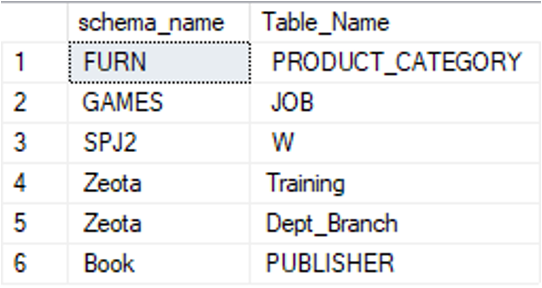 schema_name Table_Name
1 FURN PRODUCT_CATEGORY
2 GAMES JOB
3 SPJ2 W
4 Zeota Training
5 Zeota Dept_Branch
6 Book PUBLISHER